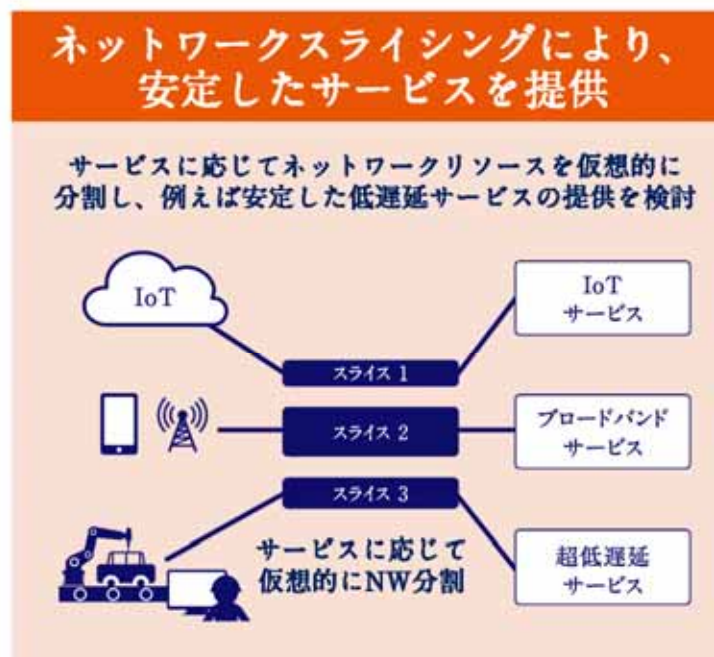 ネットワークスライシングにより、
安定したサービスを提供
サービスに応じてネットワークリソースを仮想的に
分割し、例えば安定した低遅延サービスの提供を検討
IoT
IoT
サービス
スライス 1
スライス 2
ブロードバンド
サービス
スライス 3
サービスに応じて
仮想的にNW分割
超低遅延
サービス